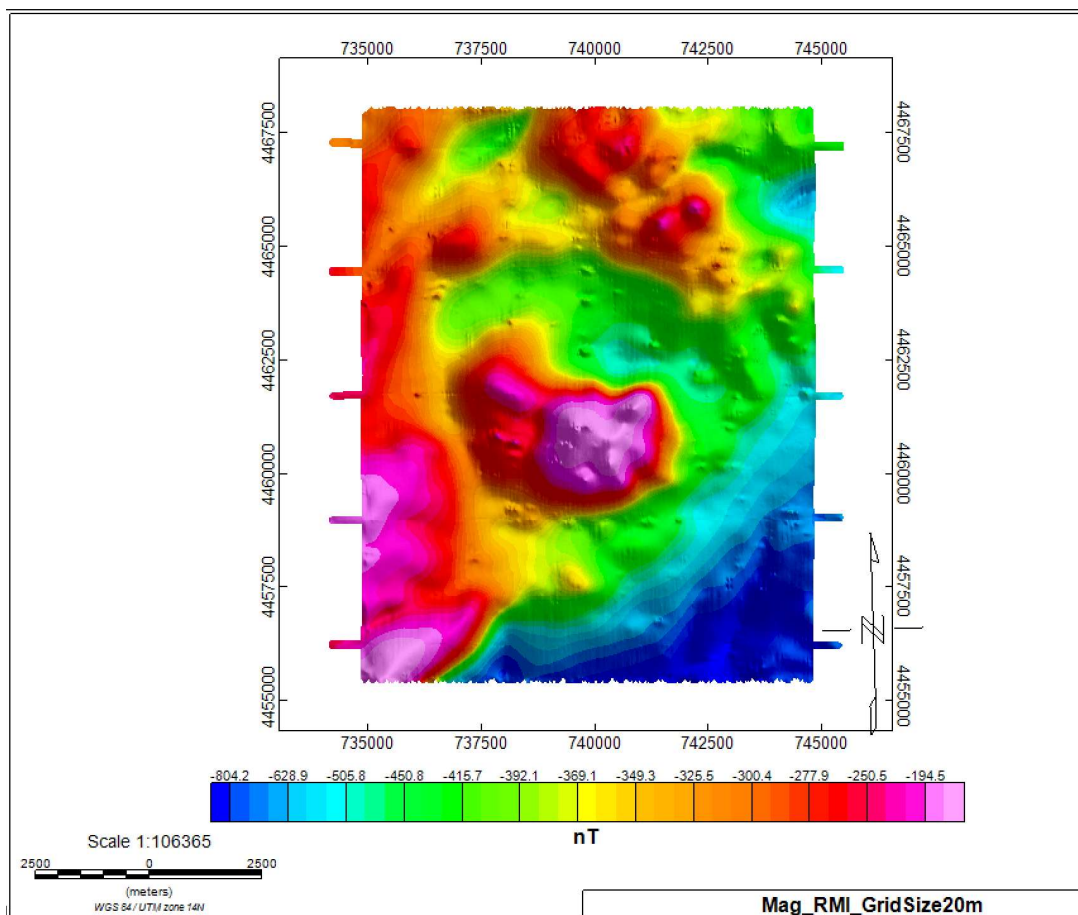 735000 737500 740000 742500 745000
4467500 4467500
4465000 4465000
4462500 4462500
4460000 4460000
4457500 4457500
4455000 4455000
735000 737500 740000 742500 745000
-804.2 -628.9 -505.8 -450.8 -415.7 -392.1 -369.1 -349.3 -325.5 -300.4 -277.9 -250.5 -194.5
nT
Scale 1:106365
2500 0 2500
(meters)
WGS 84 / UTM zone 14N
Mag_RMI_GridSize20m